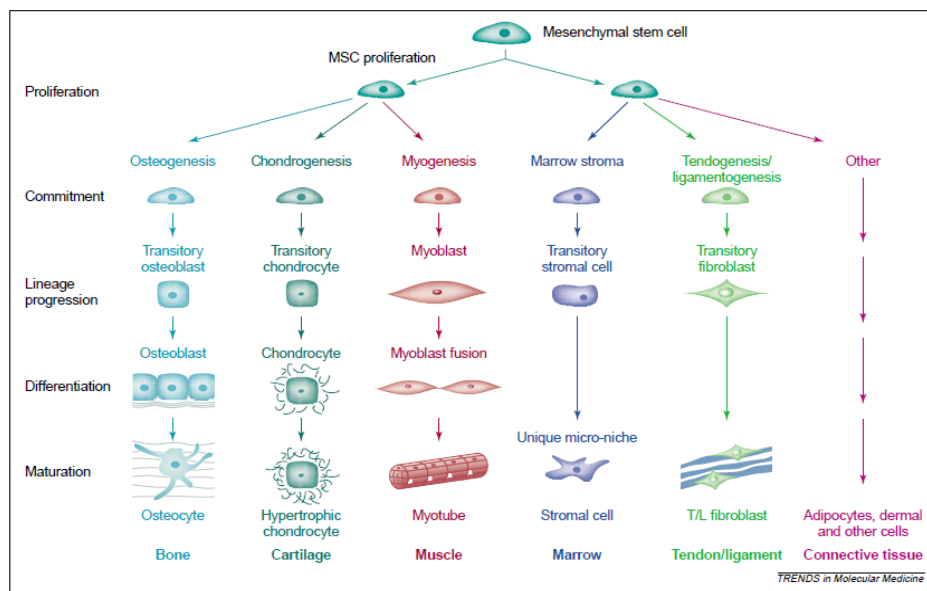 Mesenchymal stem cell
MSC proliferation
Proliferation
Osteogenesis
Chondrogenesis
Myogenesis
Marrow stroma
Tendogenesis/
ligamentogenesis
Other
Commitment
Transitory
osteoblast
Transitory
chondrocyte
Myoblast
Transitory
stromal cell
Transitory
fibroblast
Lineage
progression
Osteoblast
Chondrocyte
Myoblast fusion
Differentiation
Unique micro-niche
Maturation
Osteocyte
Hypertrophic
chondrocyte
Myotube
Stromal cell
T/L fibroblast
Adipocytes, dermal
and other cells
Bone
Cartilage
Muscle
Marrow
Tendon/ligament
Connective tissue
TRENDS in Molecular Medicine